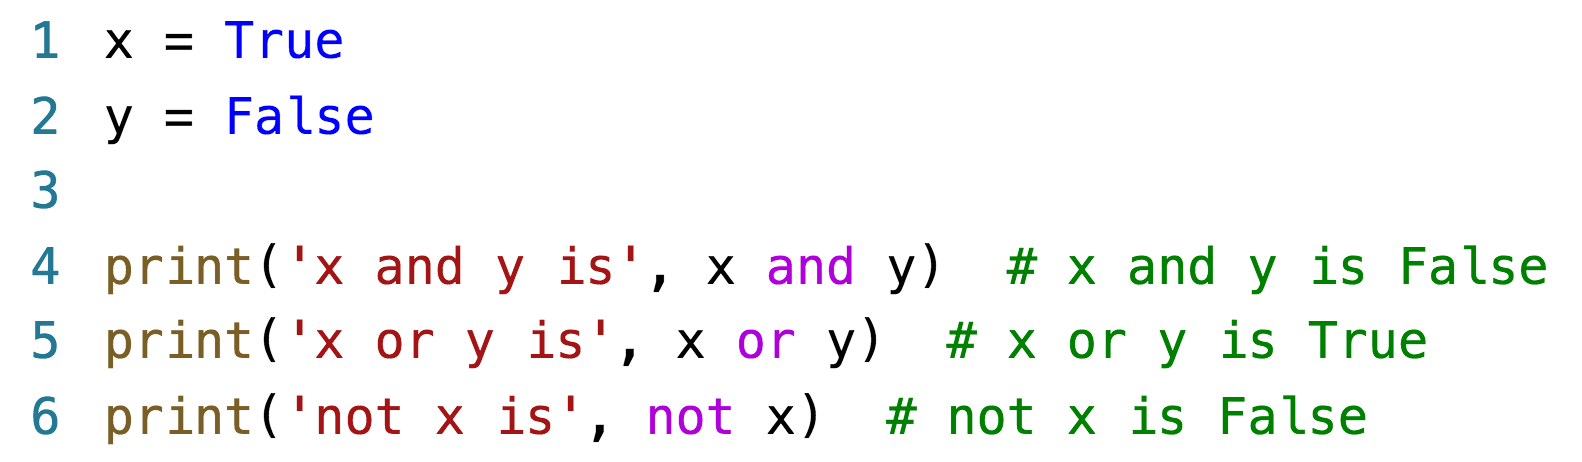 1 x = True
2 y = False
3
4 print('x and y is', x and y)  # x and y is False
5 print('x or y is', x or y)  # x or y is True
6 print('not x is', not x)  # not x is False